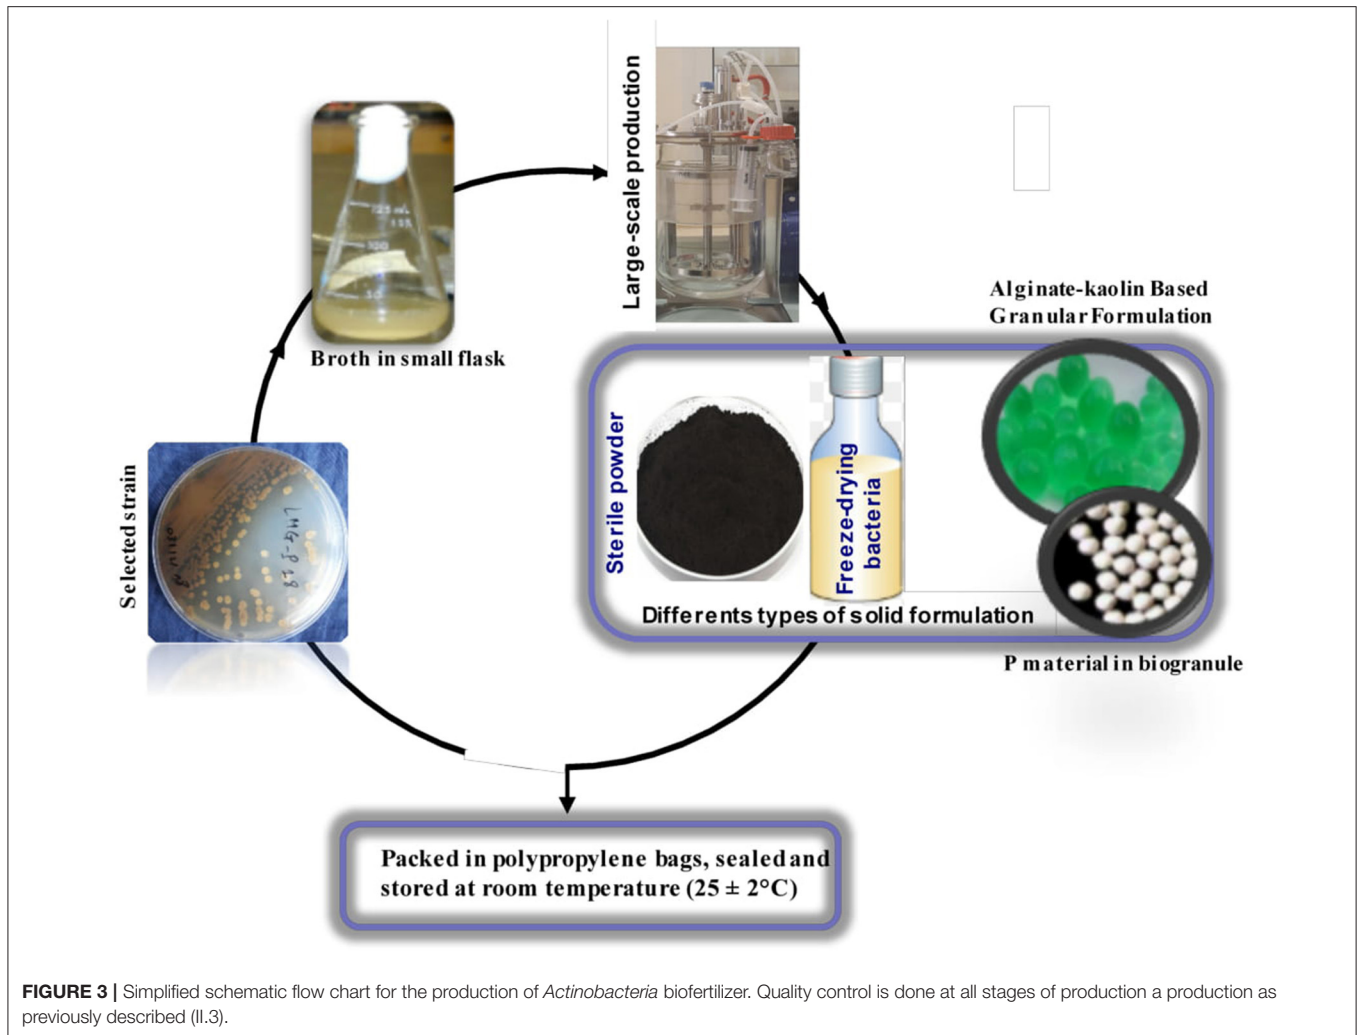 Large-scale production
Broth in small flask
Selected strain
Alginate-kaolin Based
Granular Formulation
Sterile powder
Freeze-drying
bacteria
Differents types of solid formulation
P material in biogranule
Packed in polypropylene bags, sealed and
stored at room temperature (25 ± 2°C)
FIGURE 3 | Simplified schematic flow chart for the production of Actinobacteria biofertilizer. Quality control is done at all stages of production a production as
previously described (II.3).